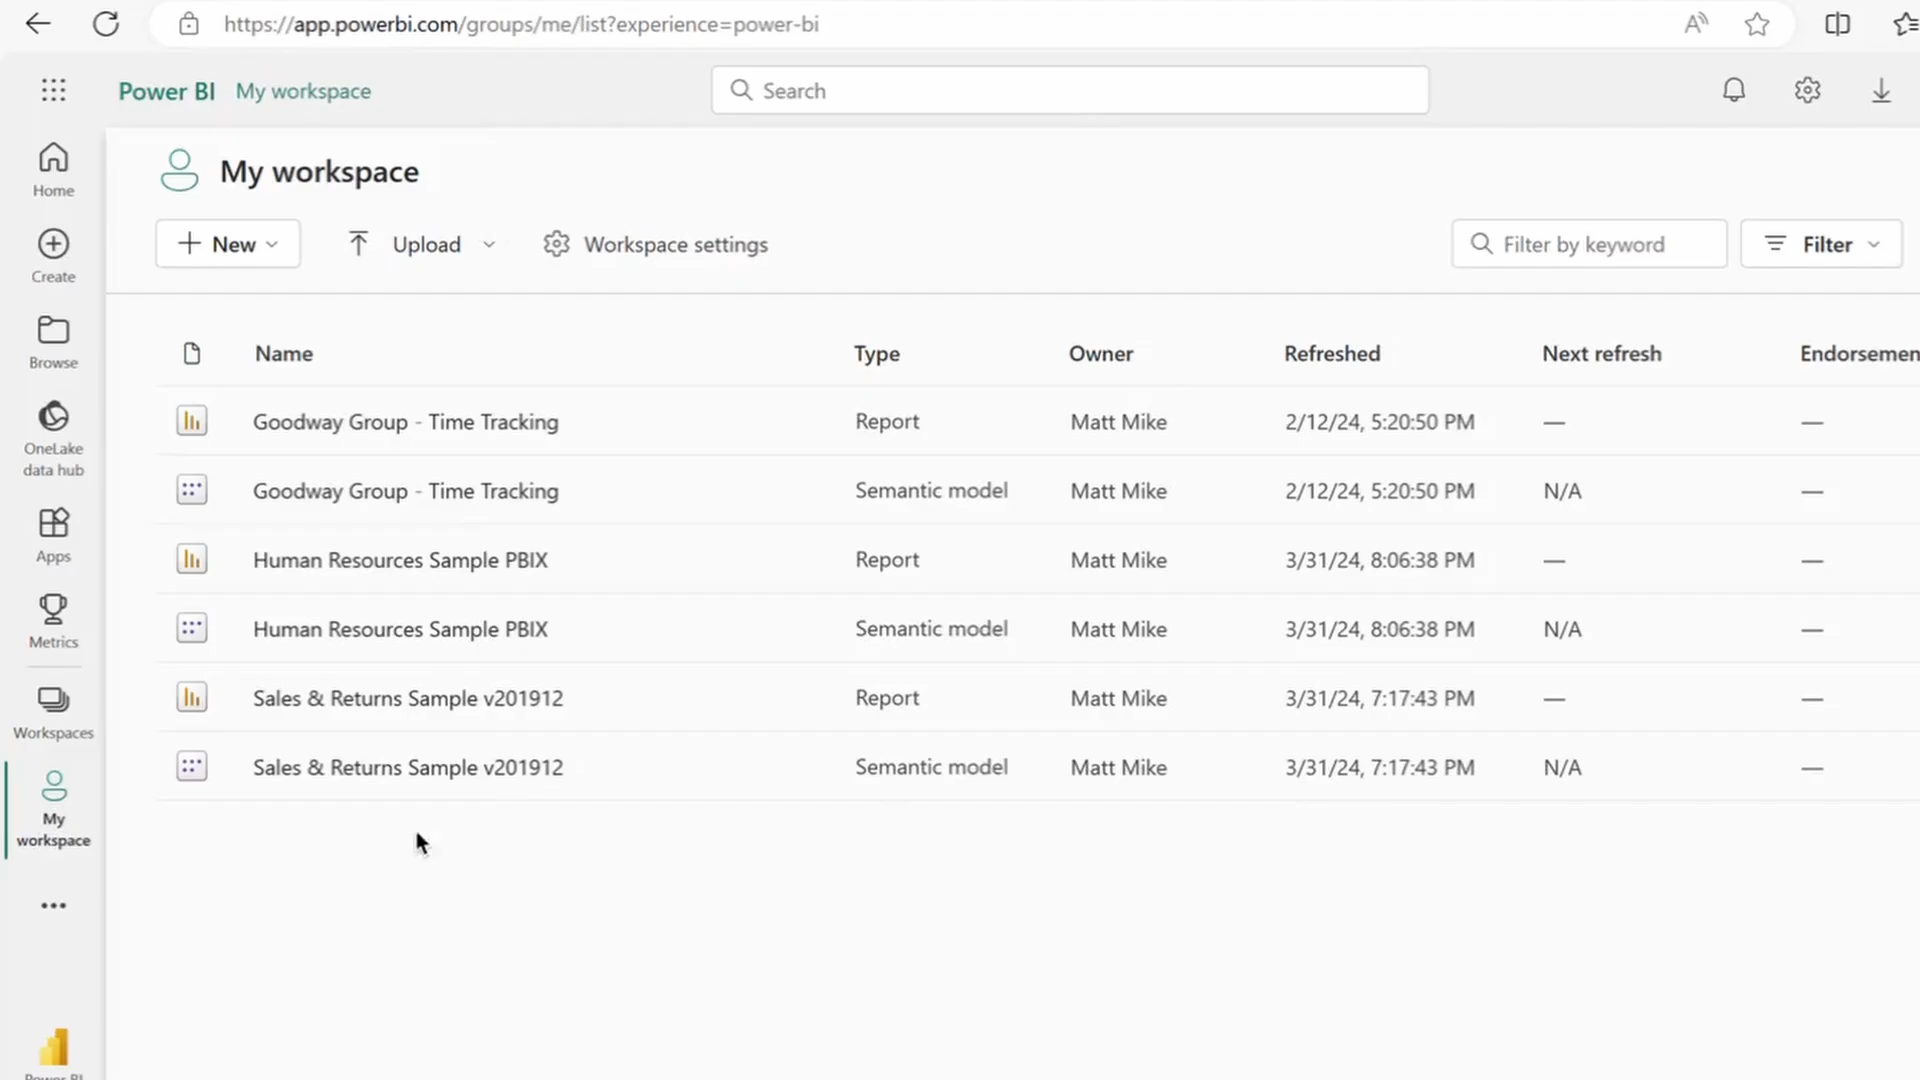 https://app.powerbi.com/groups/me/list?experience=power-bi
Power BI My workspace Search
My workspace
New Upload Workspace settings Filter by keyword Filter
Name Type Owner Refreshed Next refresh Endorsemen
Goodway Group - Time Tracking Report Matt Mike 2/12/24, 5:20:50 PM — —
Goodway Group - Time Tracking Semantic model Matt Mike 2/12/24, 5:20:50 PM N/A —
Human Resources Sample PBIX Report Matt Mike 3/31/24, 8:06:38 PM — —
Human Resources Sample PBIX Semantic model Matt Mike 3/31/24, 8:06:38 PM N/A —
Sales & Returns Sample v201912 Report Matt Mike 3/31/24, 7:17:43 PM — —
Sales & Returns Sample v201912 Semantic model Matt Mike 3/31/24, 7:17:43 PM N/A —
Home
Create
Browse
OneLake
data hub
Apps
Metrics
Workspaces
My
workspace
Power BI